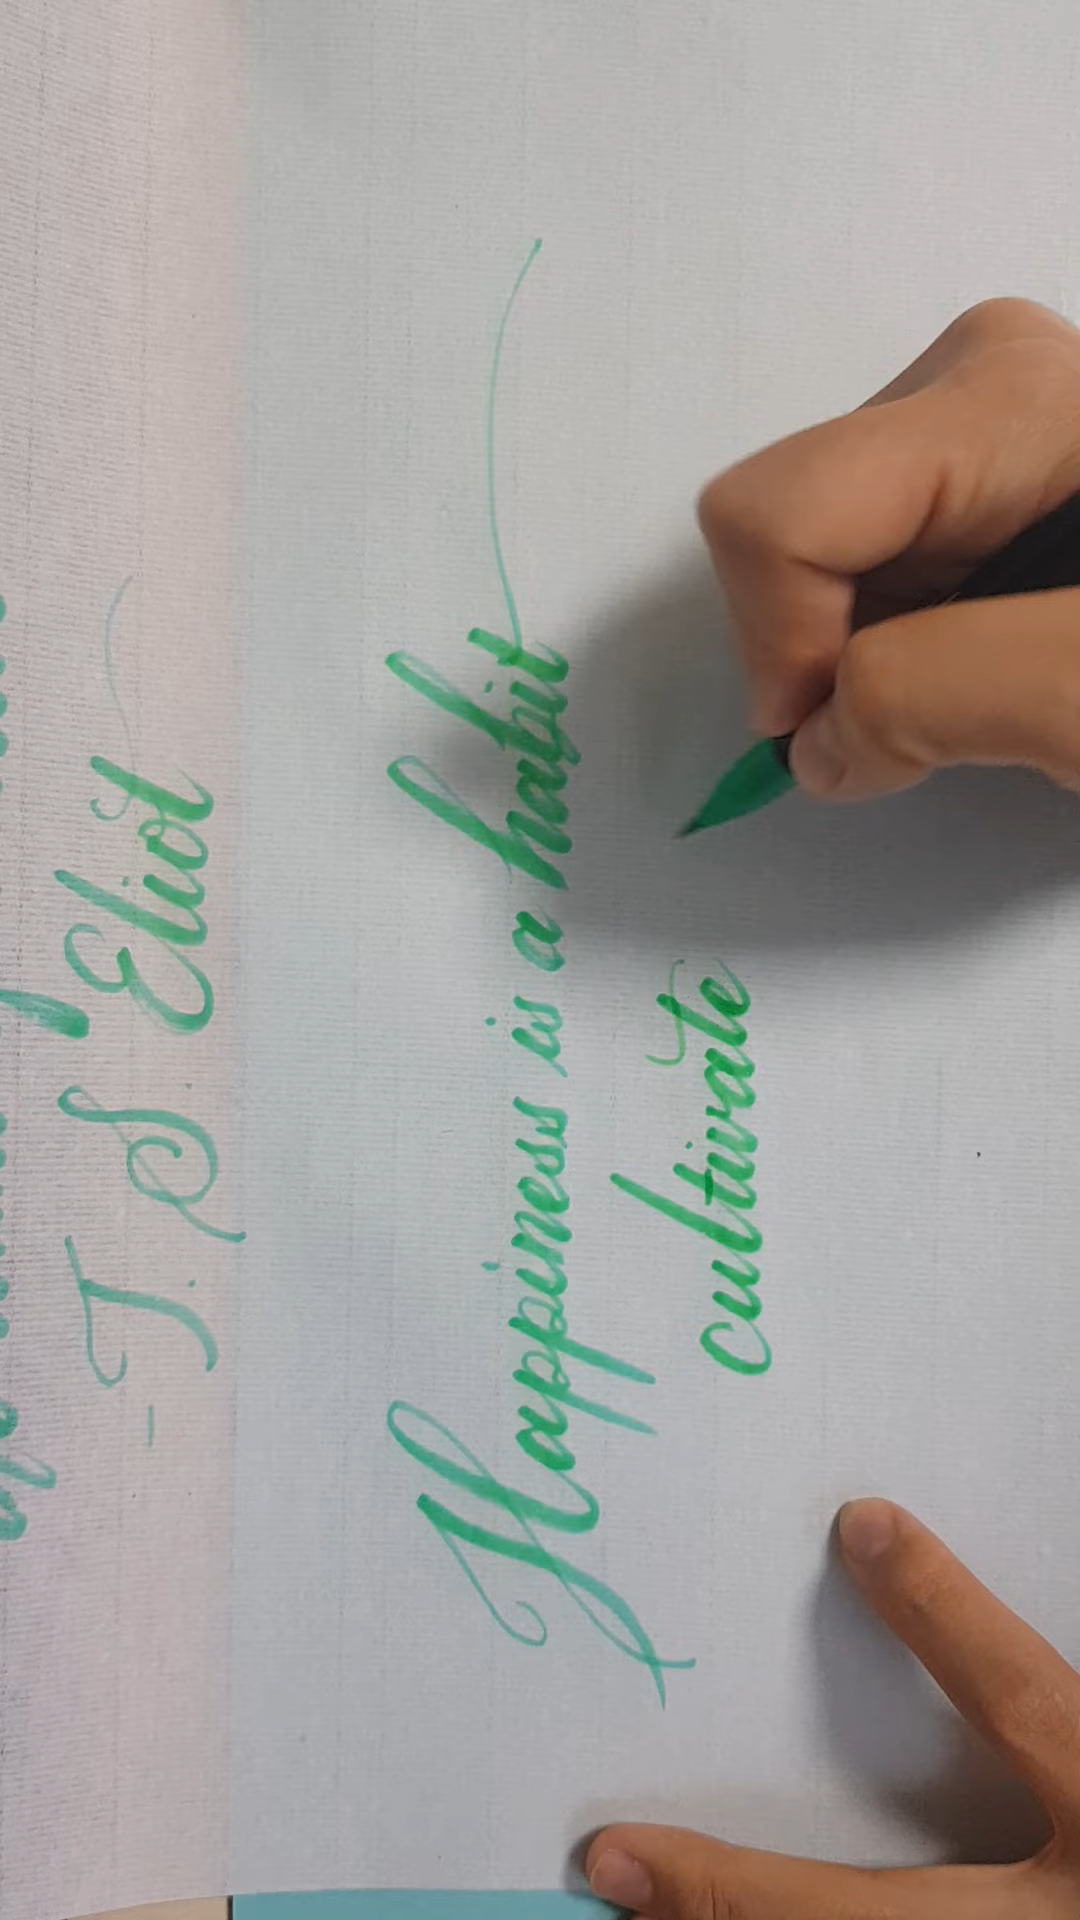 - T. S. Eliot
Happiness is a habit
cultivate